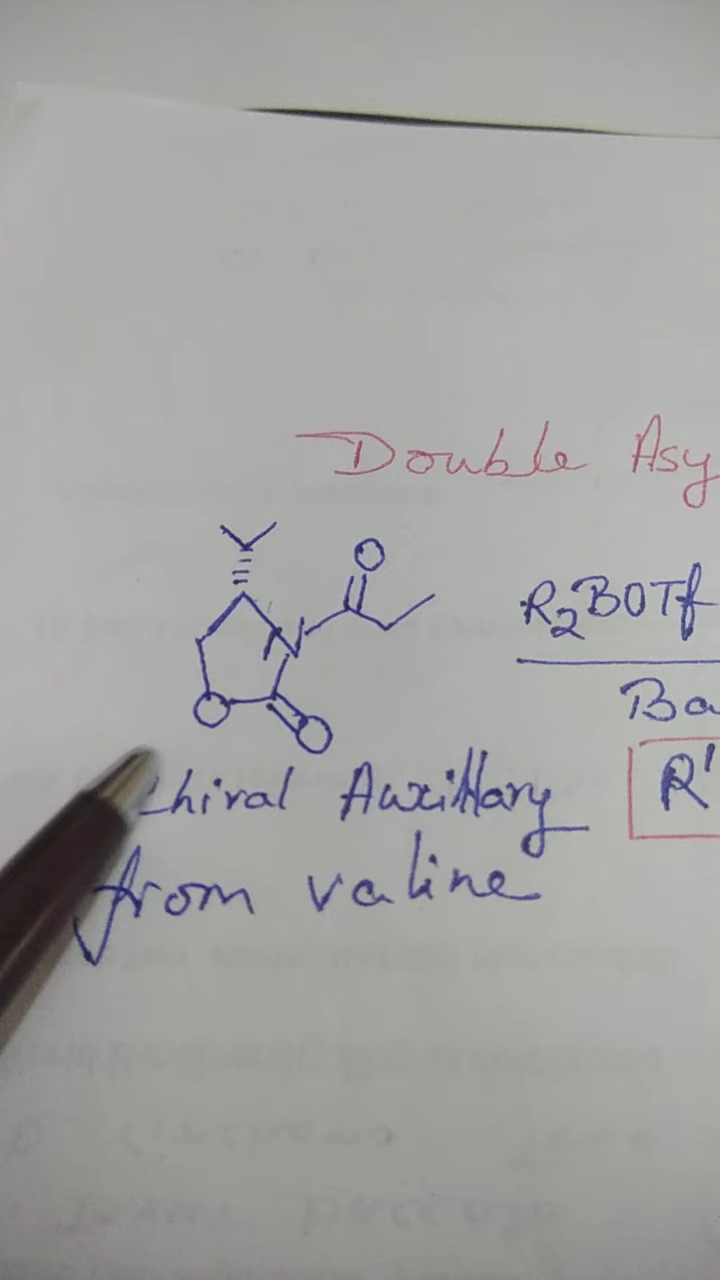 Double Asy
O
N
O
O
R₂BOTf
Ba
R'
Chiral Auxillary
from valine